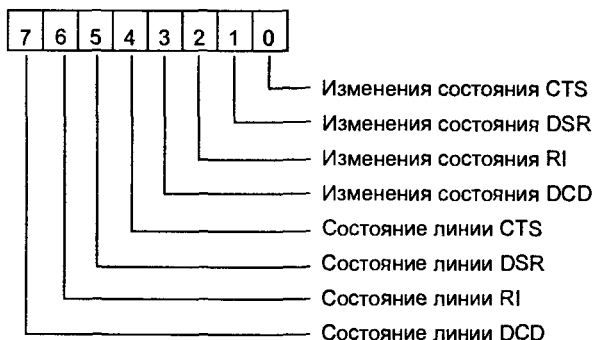 7 6 5 4 3 2 1 0
Изменения состояния CTS
Изменения состояния DSR
Изменения состояния RI
Изменения состояния DCD
Состояние линии CTS
Состояние линии DSR
Состояние линии RI
Состояние линии DCD